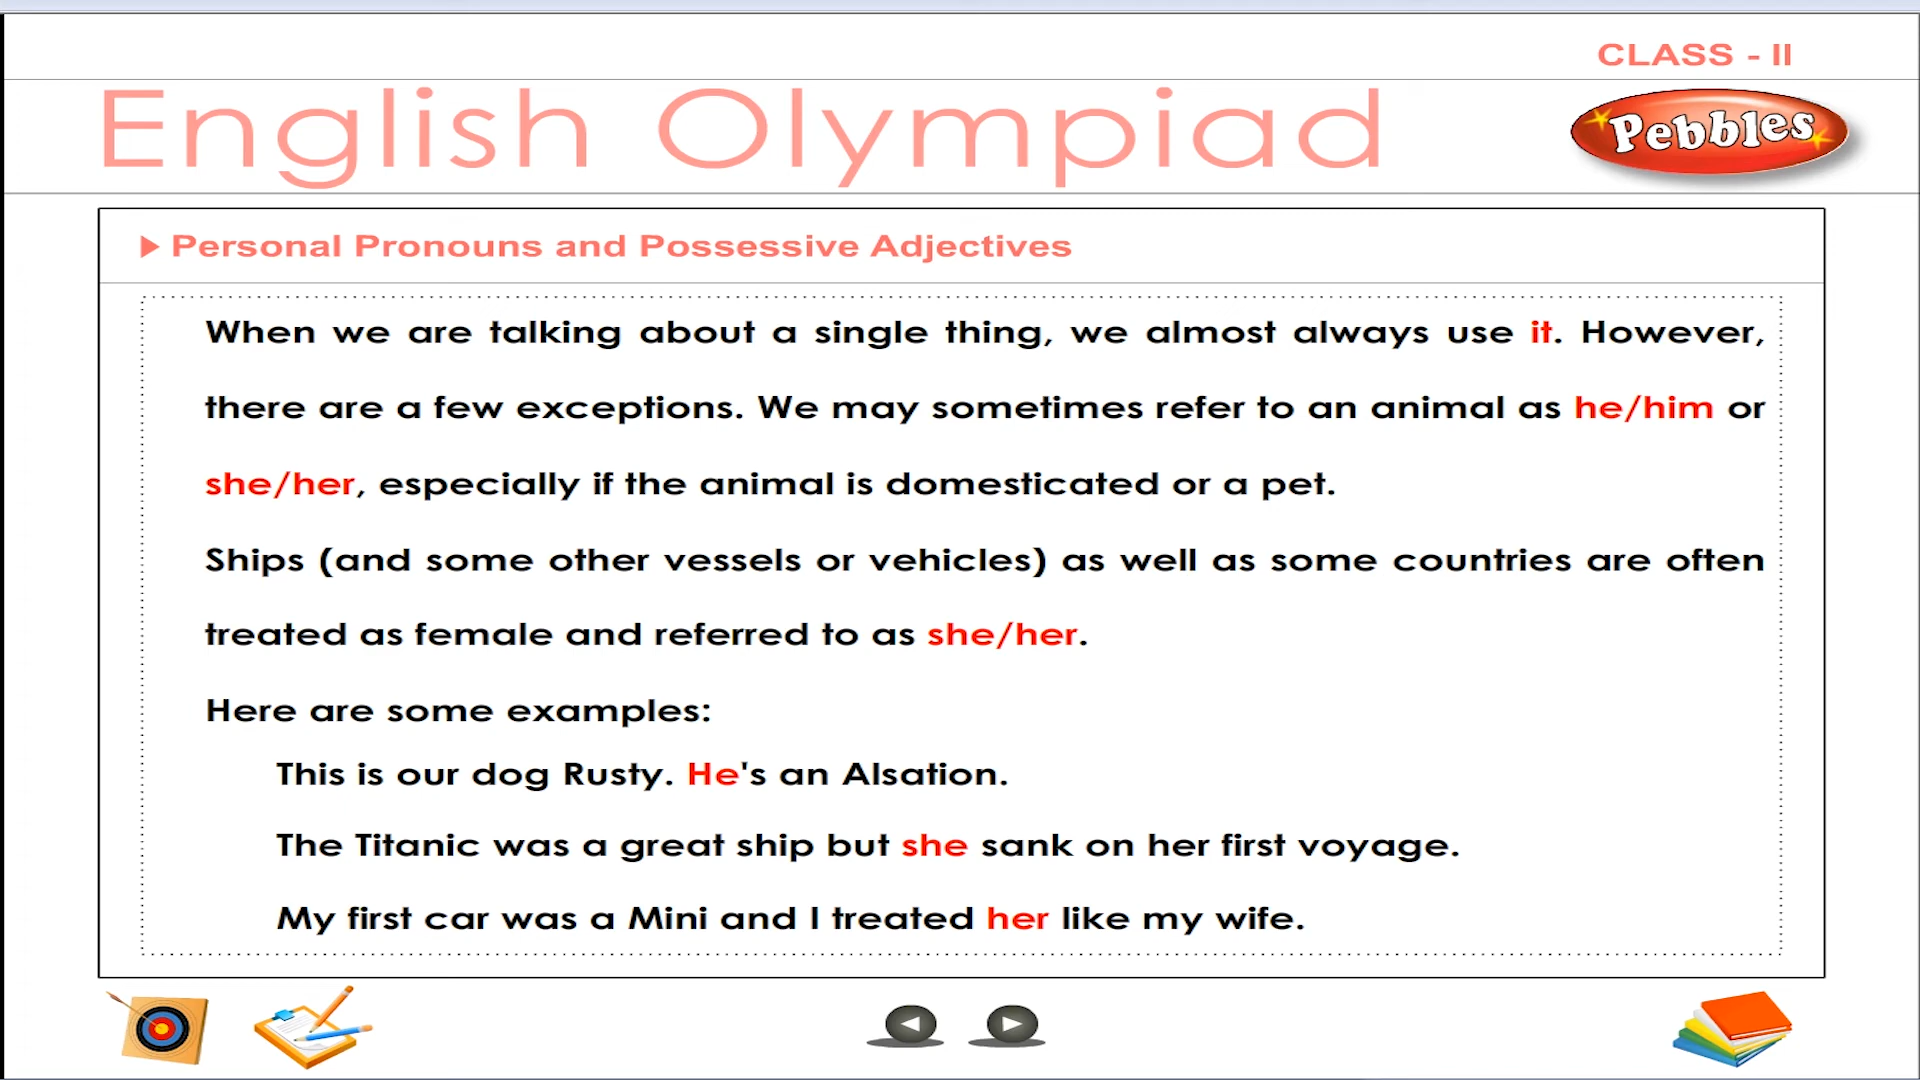 CLASS - II
English Olympiad
Pebbles
Personal Pronouns and Possessive Adjectives
When we are talking about a single thing, we almost always use it. However,
there are a few exceptions. We may sometimes refer to an animal as he/him or
she/her, especially if the animal is domesticated or a pet.
Ships (and some other vessels or vehicles) as well as some countries are often
treated as female and referred to as she/her.
Here are some examples:
This is our dog Rusty. He's an Alsation.
The Titanic was a great ship but she sank on her first voyage.
My first car was a Mini and I treated her like my wife.